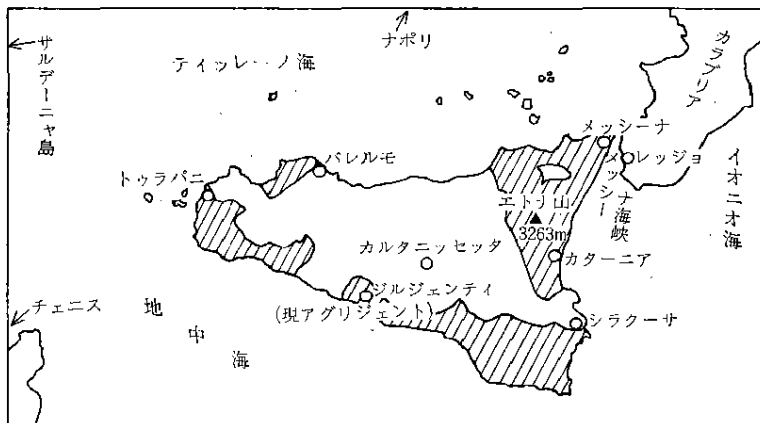 ナポリ
サルデーニャ島
ティッレーノ海
カラブリア
メッシーナ
レッジョ
イオニオ海
パレルモ
トゥラパニ
メッシーナ海峡
エトナ山
3263m
カルタニッセッタ
カターニア
ジルジェンティ
(現アグリジェント)
シラクーサ
チェニス
地中海